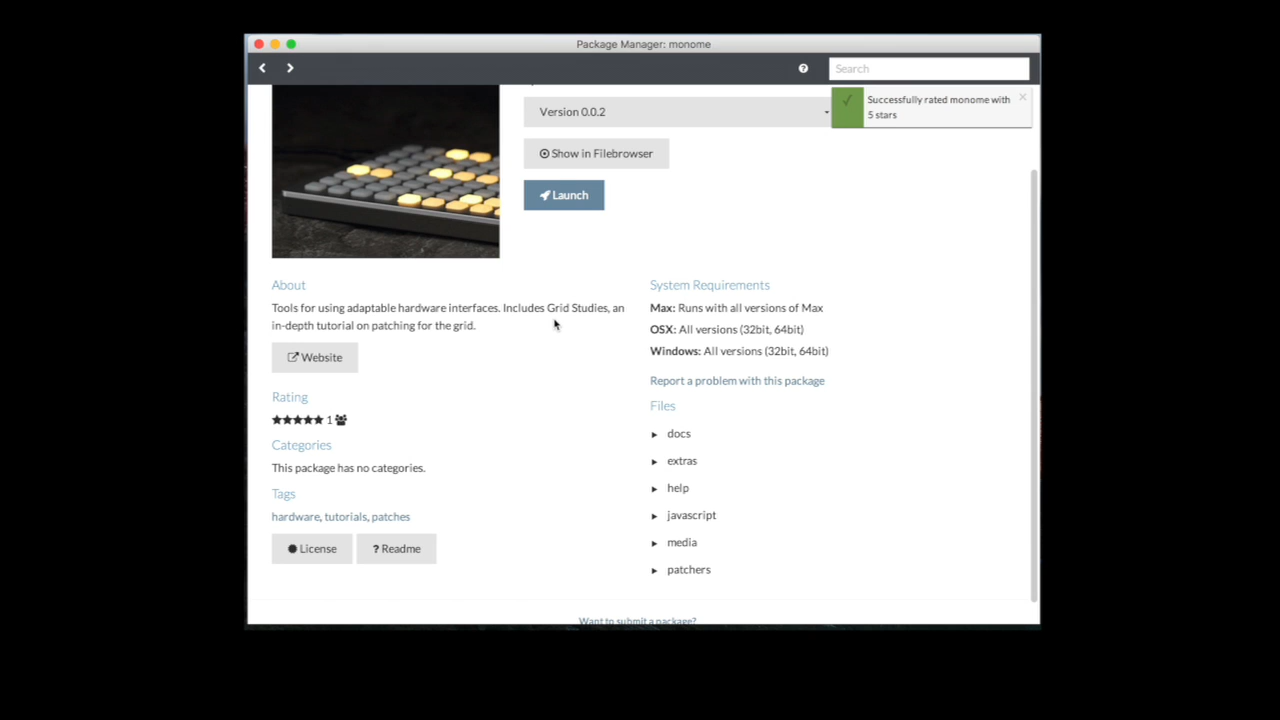 Package Manager: monome
Search
Version 0.0.2
Successfully rated monome with
5 stars
Show in Filebrowser
Launch
About
Tools for using adaptable hardware interfaces. Includes Grid Studies, an
in-depth tutorial on patching for the grid.
Website
Rating
1
Categories
This package has no categories.
Tags
hardware, tutorials, patches
License
? Readme
System Requirements
Max: Runs with all versions of Max
OSX: All versions (32bit, 64bit)
Windows: All versions (32bit, 64bit)
Report a problem with this package
Files
docs
extras
help
javascript
media
patchers
Want to submit a package?